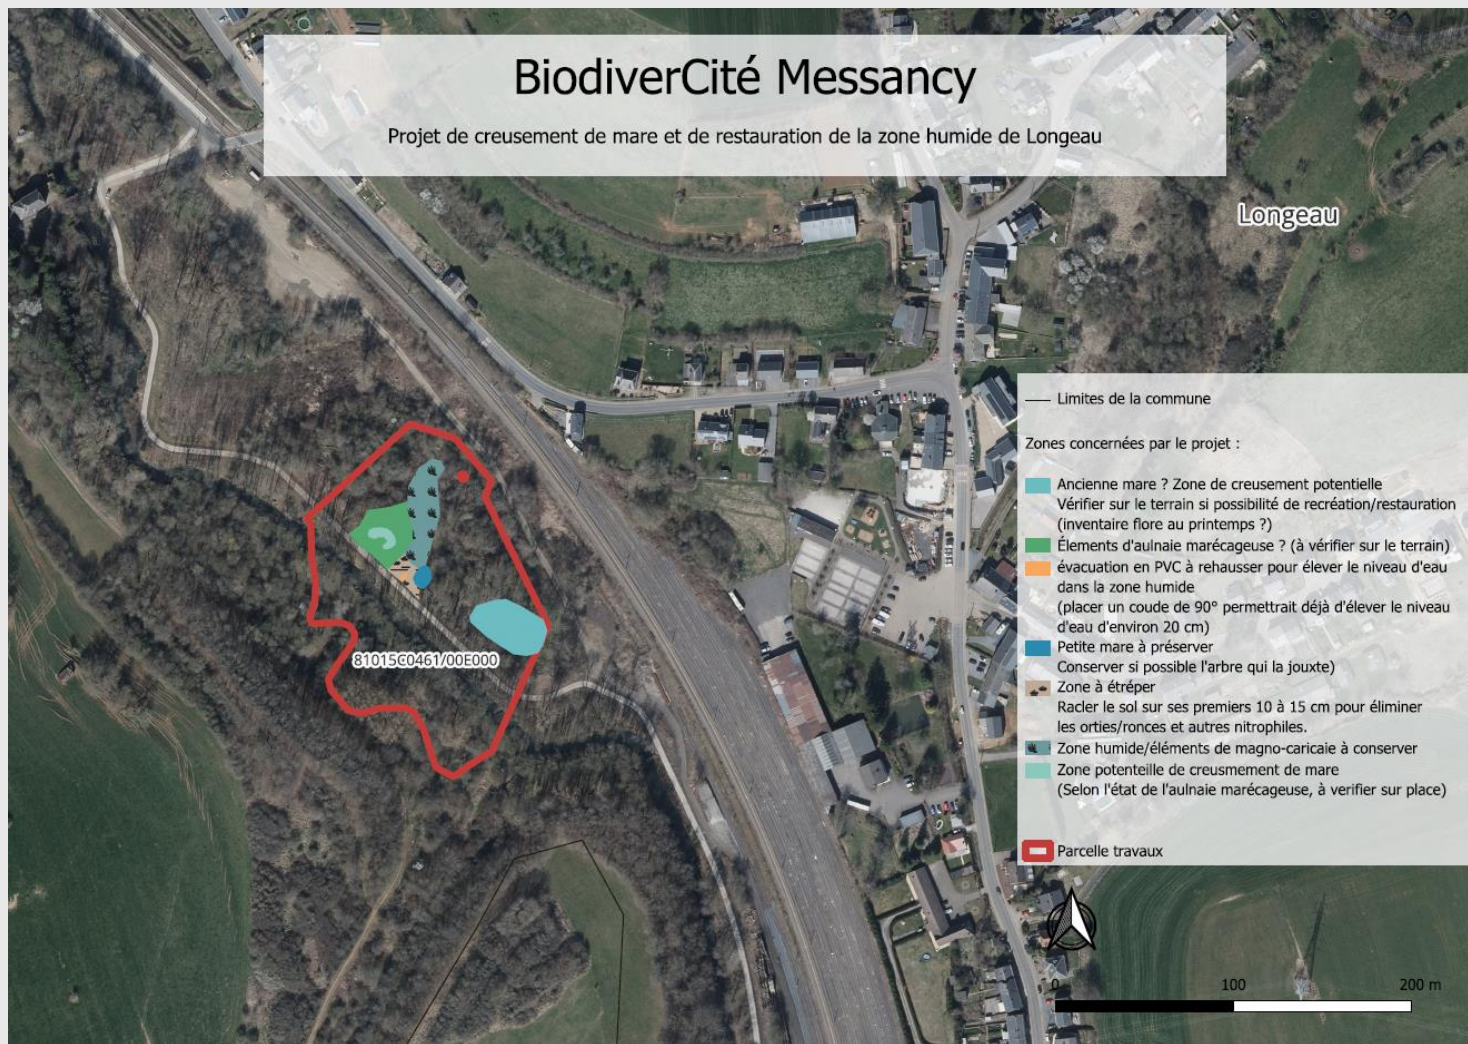 BiodiverCité Messancy
Projet de creusement de mare et de restauration de la zone humide de Longeau
Longeau
Limites de la commune
Zones concernées par le projet :
Ancienne mare ? Zone de creusement potentielle
Vérifier sur le terrain si possibilité de recréation/restauration
(inventaire flore au printemps ?)
Élements d'aulnaie marécageuse ? (à vérifier sur le terrain)
évacuation en PVC à rehausser pour élever le niveau d'eau
dans la zone humide
(placer un coude de 90° permettrait déjà d'élever le niveau
d'eau d'environ 20 cm)
Petite mare à préserver
Conserver si possible l'arbre qui la jouxte)
Zone à étréper
Racler le sol sur ses premiers 10 à 15 cm pour éliminer
les orties/ronces et autres nitrophiles.
Zone humide/éléments de magno-caricaie à conserver
Zone potenteille de creusmement de mare
(Selon l'état de l'aulnaie marécageuse, à verifier sur place)
Parcelle travaux
81015C0461/00E000
0 100 200 m